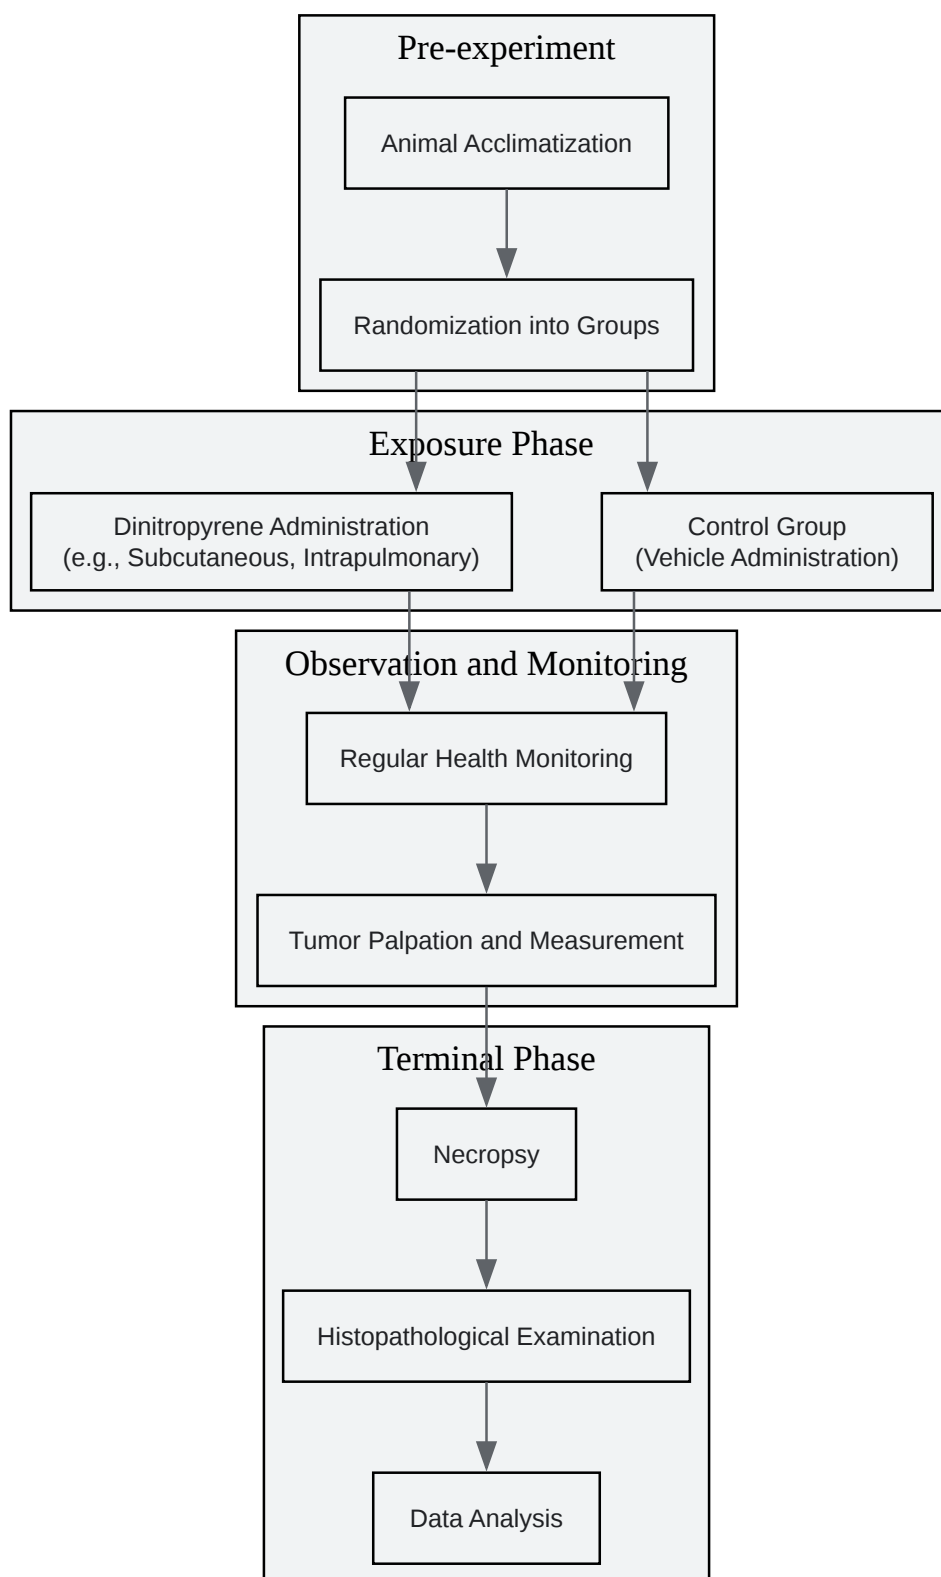 Pre-experiment
Animal Acclimatization
Randomization into Groups
Exposure Phase
Dinitropyrene Administration
(e.g., Subcutaneous, Intrapulmonary)
Control Group
(Vehicle Administration)
Observation and Monitoring
Regular Health Monitoring
Tumor Palpation and Measurement
Terminal Phase
Necropsy
Histopathological Examination
Data Analysis